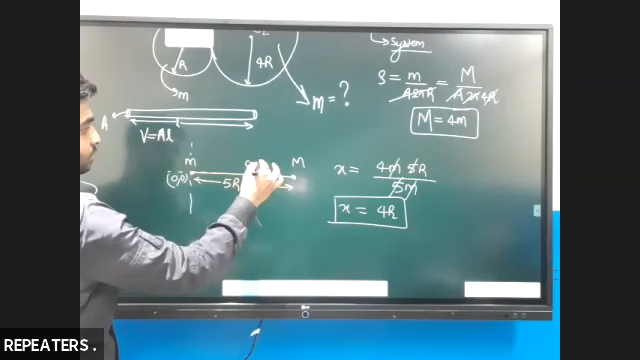 R
4R
m
m = ?
System
ρ = m/A2πR = M/A2π4R
M = 4m
A
V = Al
m
M
(0,0)
5R
x = 4m 5R/5m
x = 4R
REPEATERS.